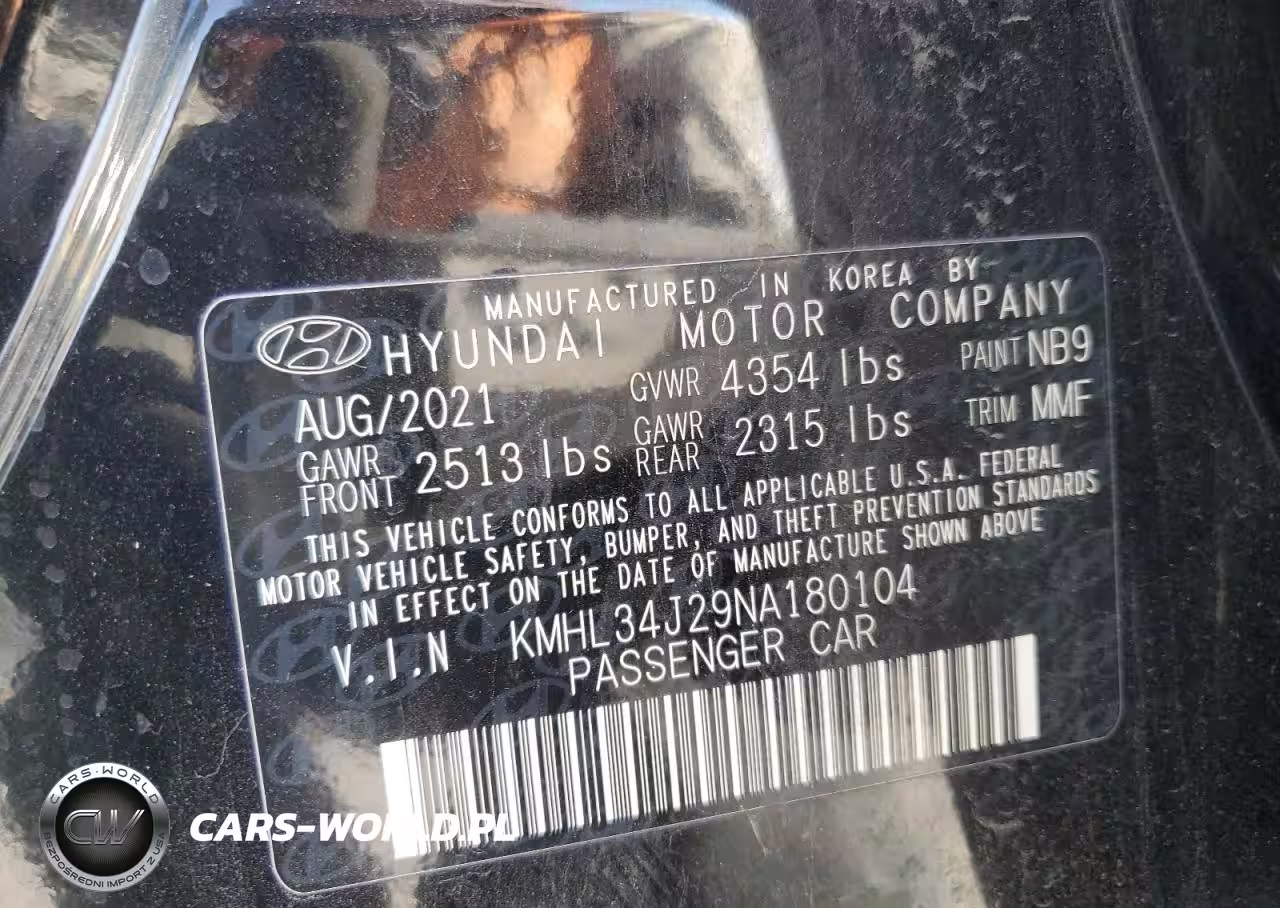 MANUFACTURED IN KOREA BY
HYUNDAI MOTOR COMPANY
AUG/2021 GVWR 4354 lbs PAINT NB9
GAWR FRONT 2513 lbs GAWR REAR 2315 lbs TRIM MMF
THIS VEHICLE CONFORMS TO ALL APPLICABLE U.S.A. FEDERAL
MOTOR VEHICLE SAFETY, BUMPER, AND THEFT PREVENTION STANDARDS
IN EFFECT ON THE DATE OF MANUFACTURE SHOWN ABOVE
V.I.N KMHL34J29NA180104
PASSENGER CAR
CARS-WORLD
CW
BEZPOŚREDNI IMPORT Z USA
CARS-WORLD.PL